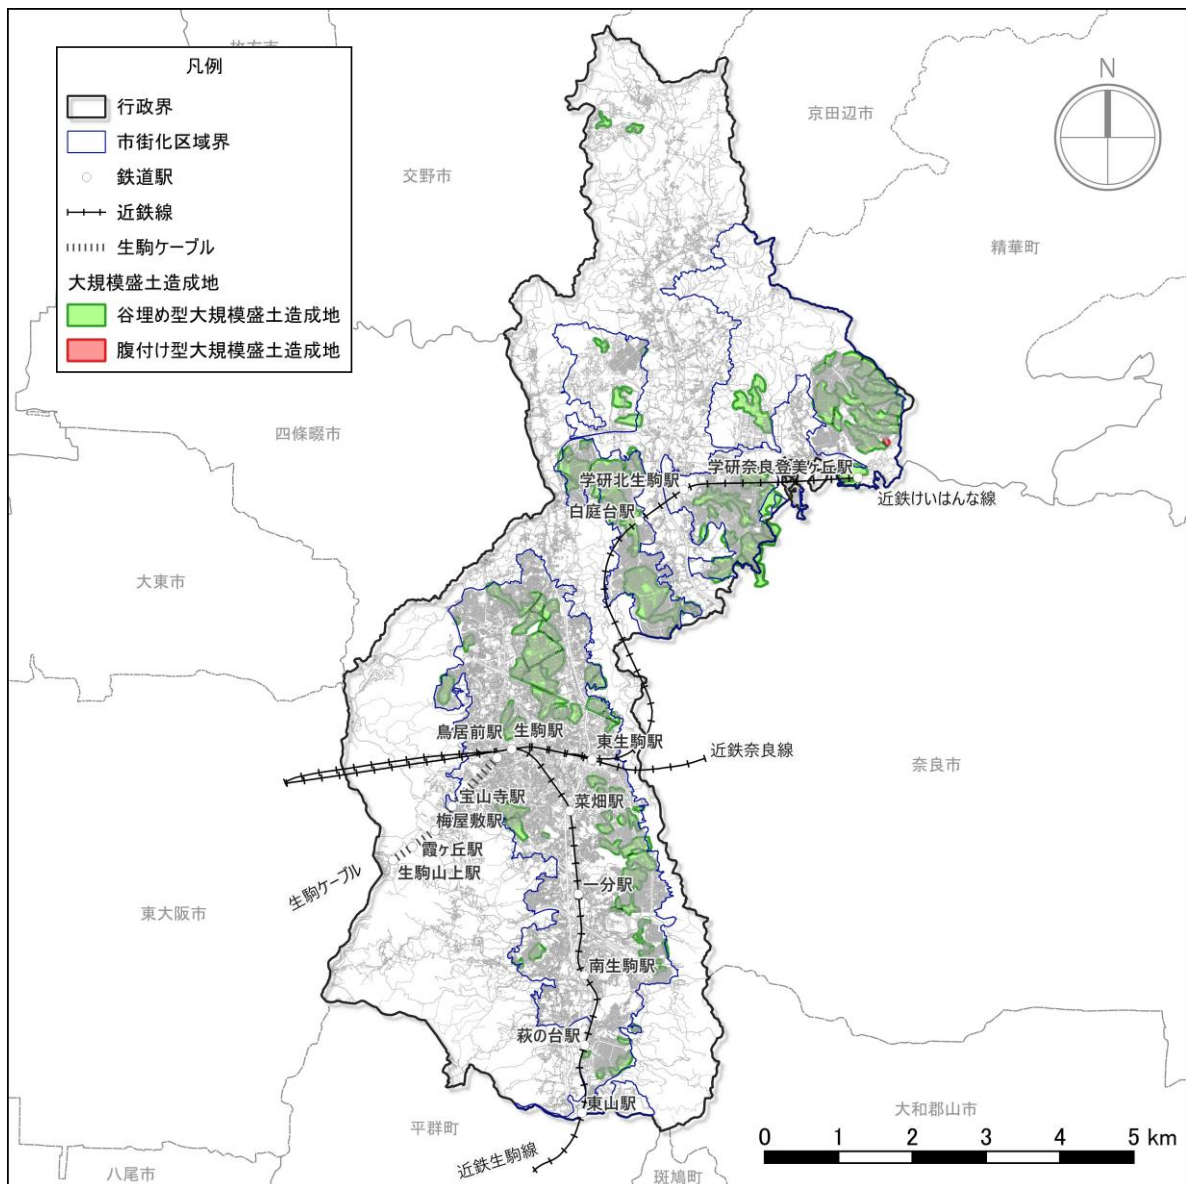 枚方市
凡例
行政界
市街化区域界
鉄道駅
近鉄線
生駒ケーブル
大規模盛土造成地
谷埋め型大規模盛土造成地
腹付け型大規模盛土造成地
N
京田辺市
交野市
精華町
四條畷市
学研奈良登美ケ丘駅
学研北生駒駅
近鉄けいはんな線
白庭台駅
大東市
鳥居前駅
生駒駅
東生駒駅
近鉄奈良線
奈良市
宝山寺駅
菜畑駅
梅屋敷駅
霞ヶ丘駅
生駒山上駅
生駒ケーブル
一分駅
東大阪市
南生駒駅
萩の台駅
東山駅
大和郡山市
平群町
近鉄生駒線
八尾市
斑鳩町
0 1 2 3 4 5 km